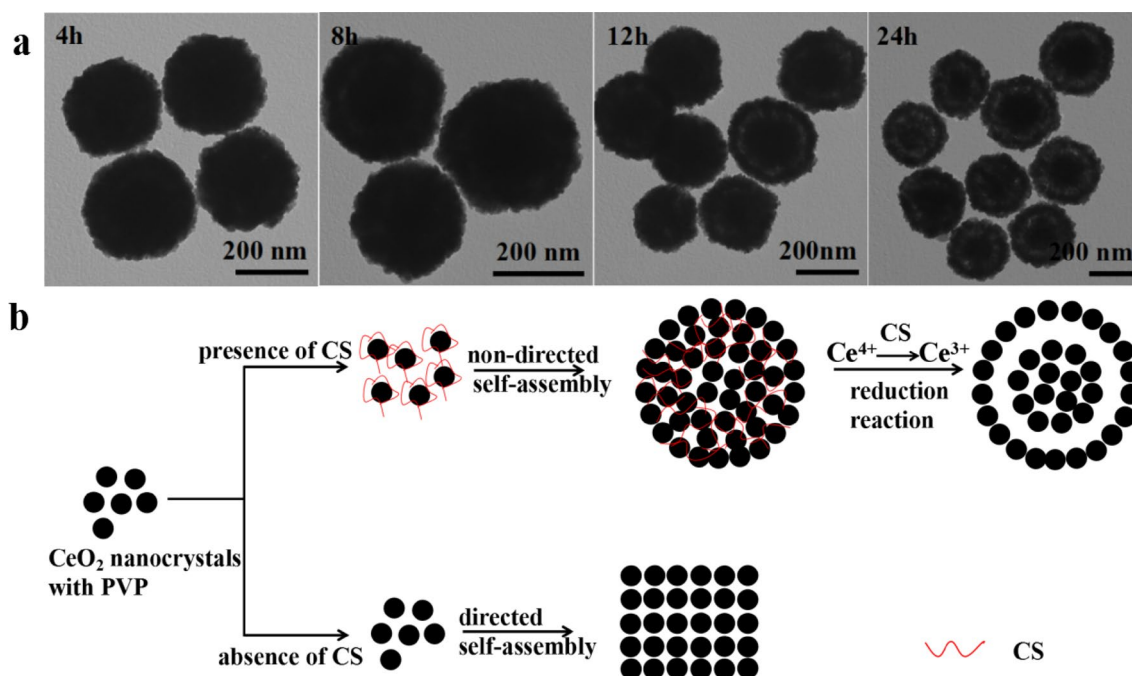 a
4h
8h
12h
24h
200 nm
200 nm
200nm
200 nm
b
presence of CS
non-directed
self-assembly
CS
Ce⁴⁺→Ce³⁺
reduction
reaction
CeO₂ nanocrystals
with PVP
absence of CS
directed
self-assembly
CS